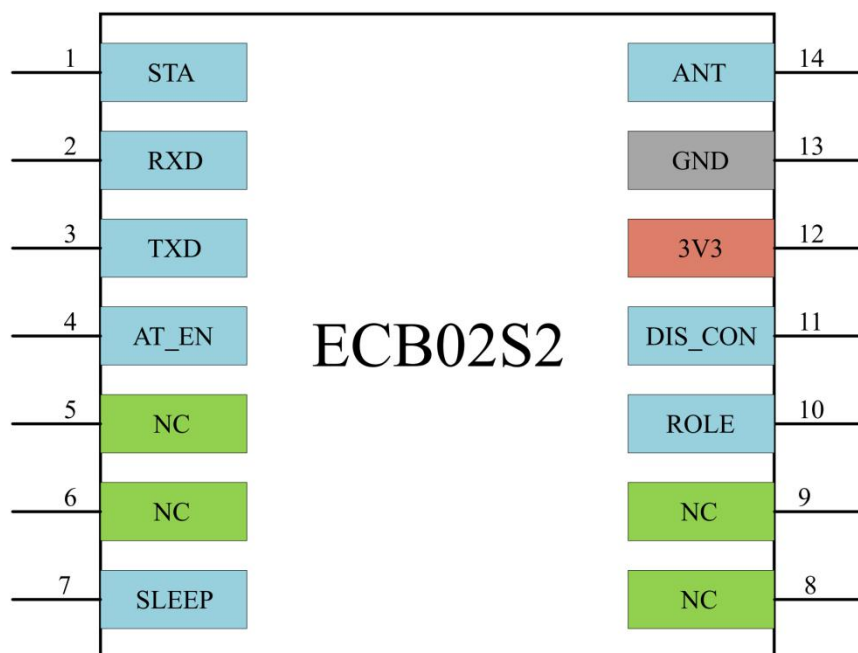 1 STA ANT 14
2 RXD GND 13
3 TXD 3V3 12
4 AT_EN ECB02S2 DIS_CON 11
5 NC ROLE 10
6 NC NC 9
7 SLEEP NC 8